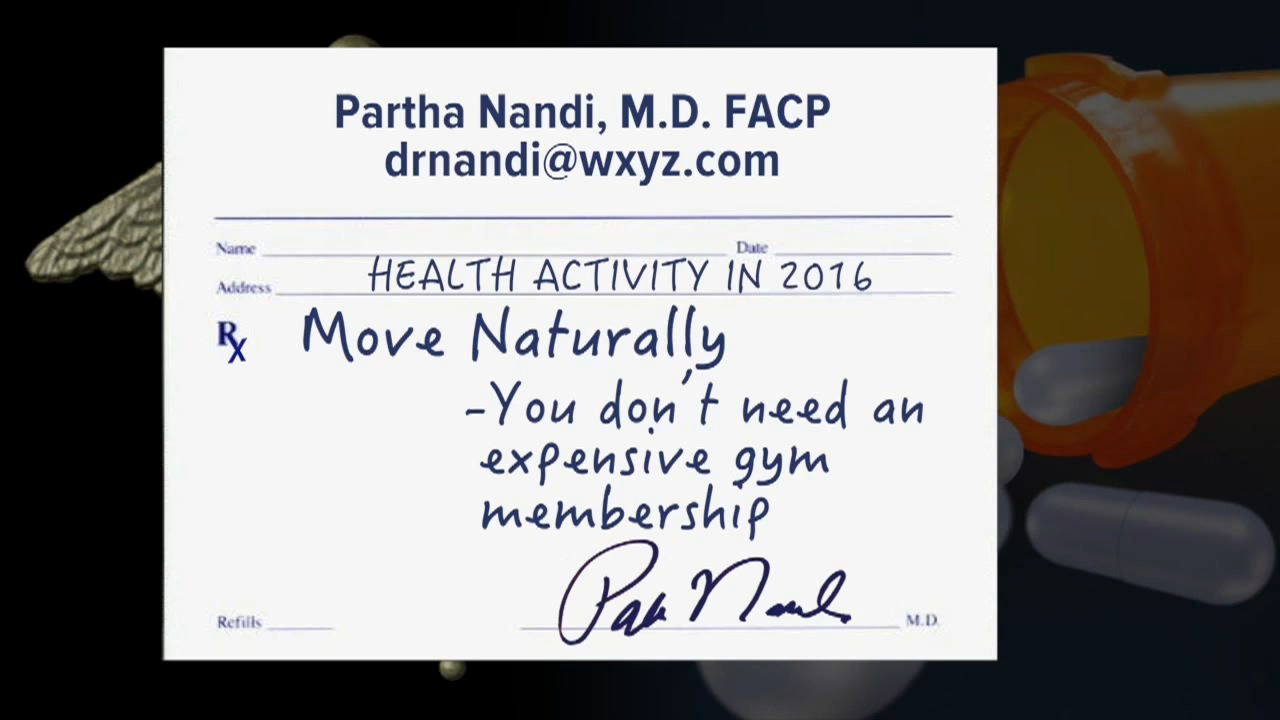 Partha Nandi, M.D. FACP
drnandi@wxyz.com
Name Date
HEALTH ACTIVITY IN 2016
Address
Rx Move Naturally
-You don't need an
expensive gym
membership
Refills M.D.